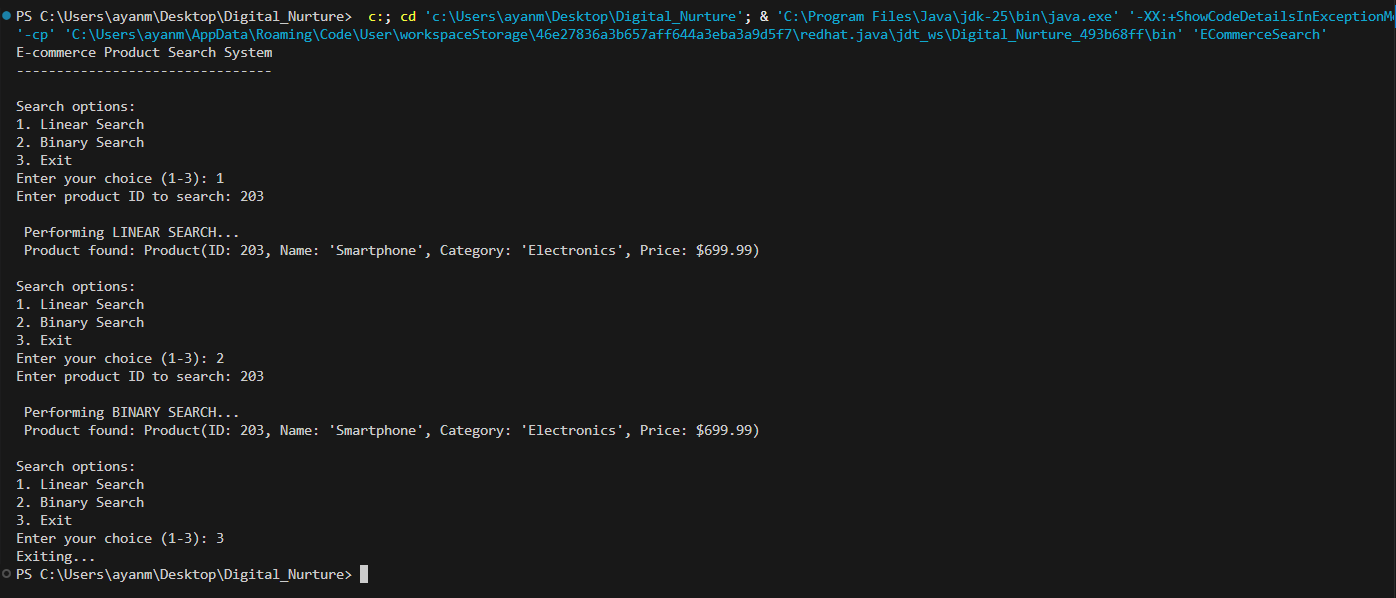 PS C:\Users\ayanm\Desktop\Digital_Nurture>  c:; cd 'c:\Users\ayanm\Desktop\Digital_Nurture'; & 'C:\Program Files\Java\jdk-25\bin\java.exe' '-XX:+ShowCodeDetailsInExceptionMe
'-cp' 'C:\Users\ayanm\AppData\Roaming\Code\User\workspaceStorage\46e27836a3b657aff644a3eba3a9d5f7\redhat.java\jdt_ws\Digital_Nurture_493b68ff\bin' 'ECommerceSearch'
E-commerce Product Search System
--------------------------------
Search options:
1. Linear Search
2. Binary Search
3. Exit
Enter your choice (1-3): 1
Enter product ID to search: 203
Performing LINEAR SEARCH...
Product found: Product(ID: 203, Name: 'Smartphone', Category: 'Electronics', Price: $699.99)
Search options:
1. Linear Search
2. Binary Search
3. Exit
Enter your choice (1-3): 2
Enter product ID to search: 203
Performing BINARY SEARCH...
Product found: Product(ID: 203, Name: 'Smartphone', Category: 'Electronics', Price: $699.99)
Search options:
1. Linear Search
2. Binary Search
3. Exit
Enter your choice (1-3): 3
Exiting...
PS C:\Users\ayanm\Desktop\Digital_Nurture>